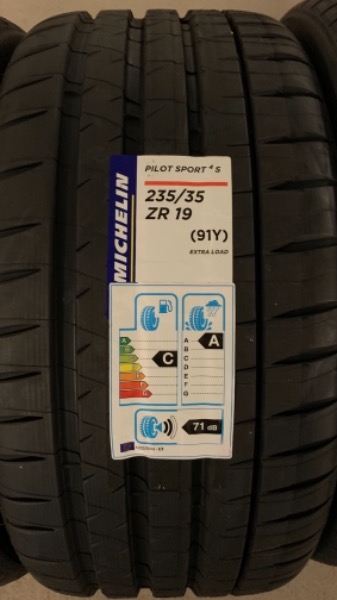 MICHELIN
PILOT SPORT 4 S
235/35
ZR 19
(91Y)
EXTRA LOAD
C
A
A
B
C
D
E
F
G
71 dB